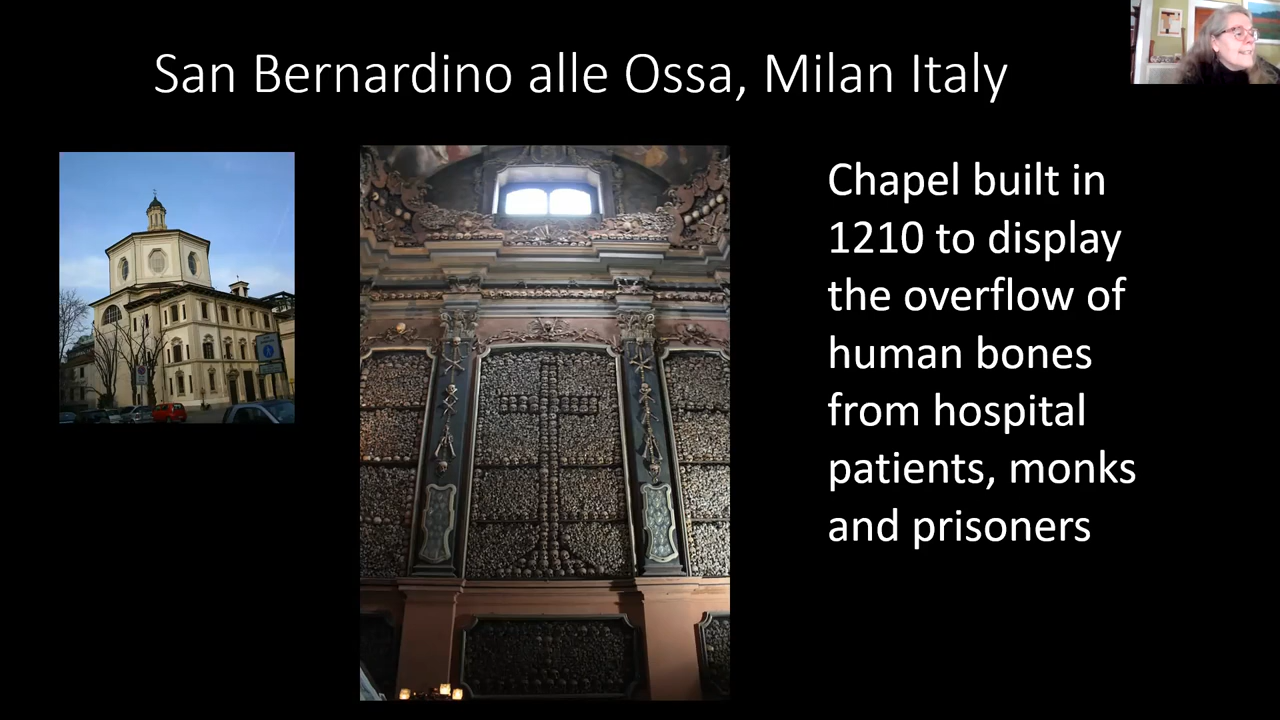 San Bernardino alle Ossa, Milan Italy
Chapel built in
1210 to display
the overflow of
human bones
from hospital
patients, monks
and prisoners